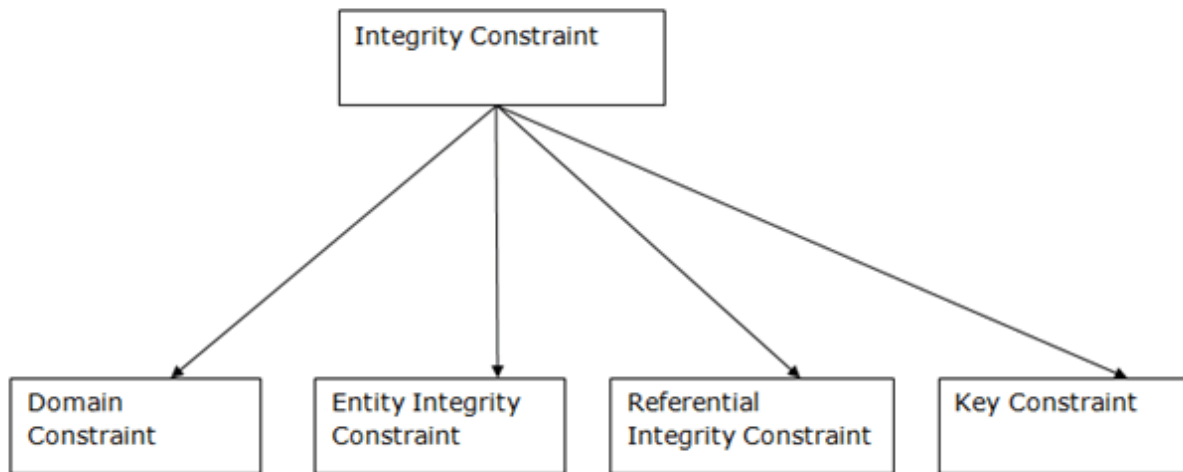 Integrity Constraint
Domain
Constraint
Entity Integrity
Constraint
Referential
Integrity Constraint
Key Constraint